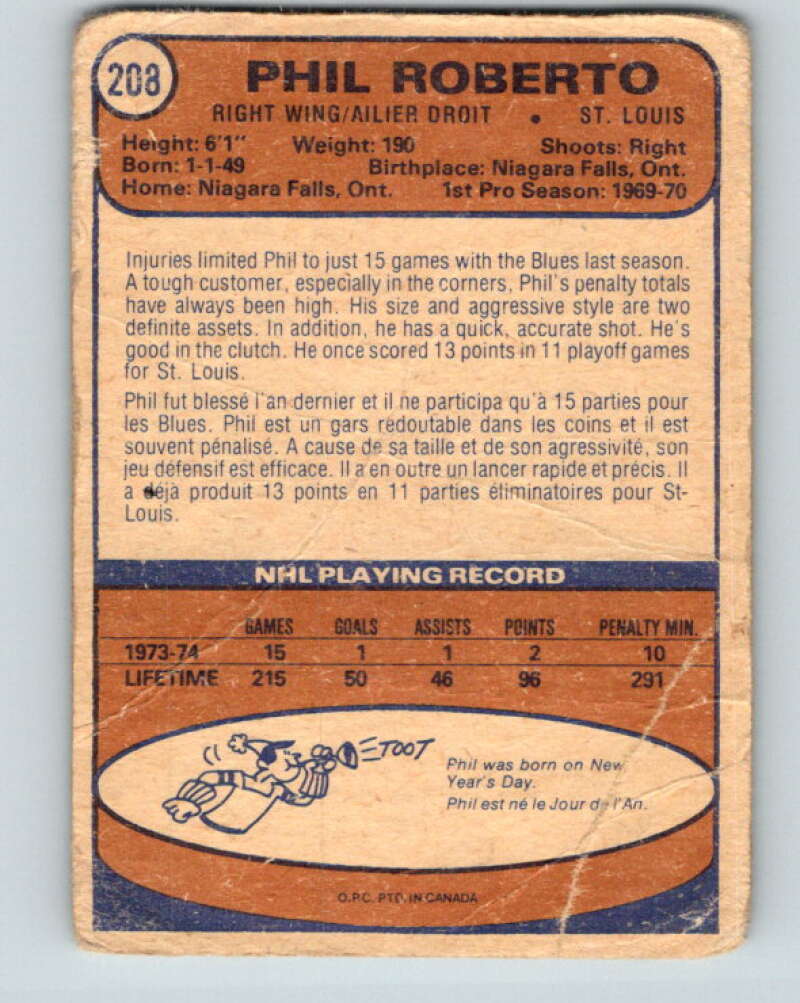 208
PHIL ROBERTO
RIGHT WING/AILIER DROIT • ST. LOUIS
Height: 6'1" Weight: 190 Shoots: Right
Born: 1-1-49 Birthplace: Niagara Falls, Ont.
Home: Niagara Falls, Ont. 1st Pro Season: 1969-70
Injuries limited Phil to just 15 games with the Blues last season.
A tough customer, especially in the corners, Phil's penalty totals
have always been high. His size and aggressive style are two
definite assets. In addition, he has a quick, accurate shot. He's
good in the clutch. He once scored 13 points in 11 playoff games
for St. Louis.
Phil fut blessé l'an dernier et il ne participa qu'à 15 parties pour
les Blues. Phil est un gars redoutable dans les coins et il est
souvent pénalisé. A cause de sa taille et de son agressivité, son
jeu défensif est efficace. Il a en outre un lancer rapide et précis. Il
a déjà produit 13 points en 11 parties éliminatoires pour St-
Louis.
NHL PLAYING RECORD
GAMES GOALS ASSISTS POINTS PENALTY MIN.
1973-74 15 1 1 2 10
LIFETIME 215 50 46 96 291
TOOT
Phil was born on New
Year's Day.
Phil est né le Jour de l'An.
O.P.C. PTD. IN CANADA